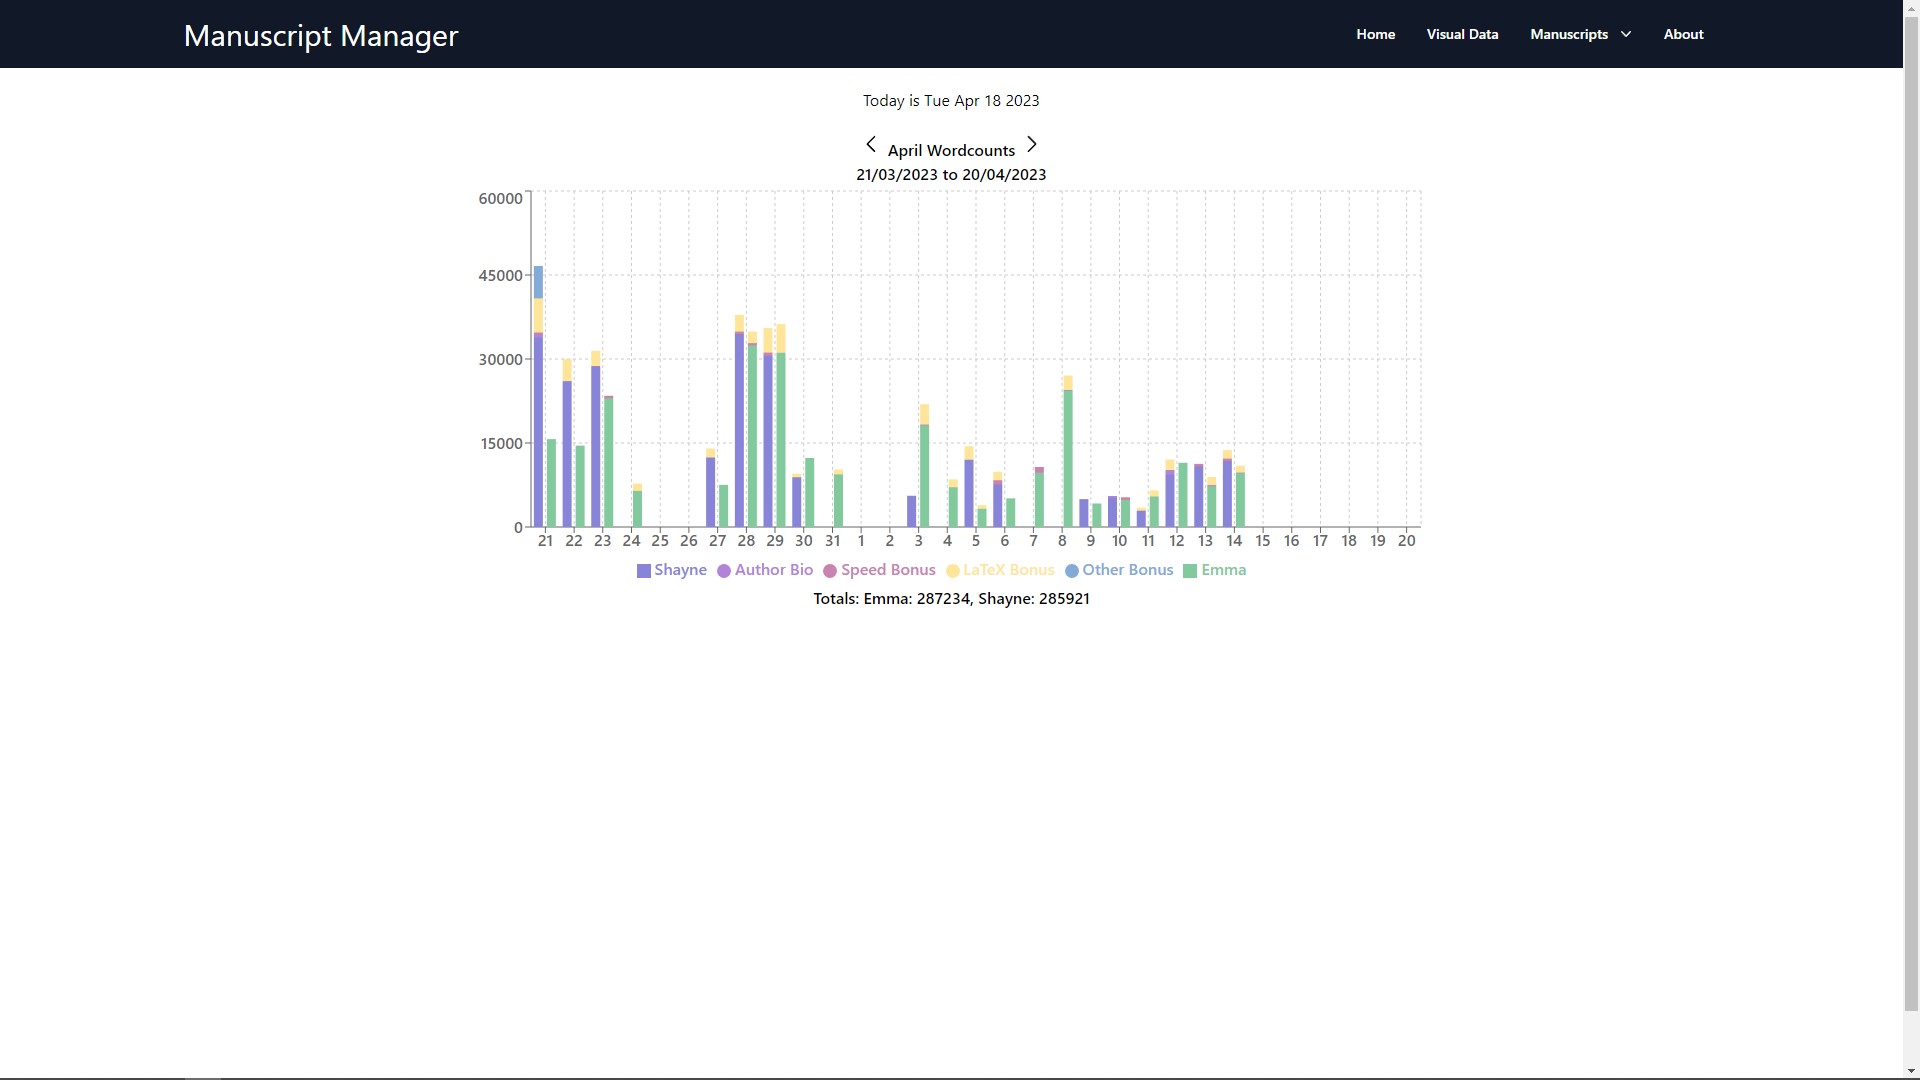 Manuscript Manager
Home Visual Data Manuscripts About
Today is Tue Apr 18 2023
April Wordcounts
21/03/2023 to 20/04/2023
60000
45000
30000
15000
0
21 22 23 24 25 26 27 28 29 30 31 1 2 3 4 5 6 7 8 9 10 11 12 13 14 15 16 17 18 19 20
Shayne Author Bio Speed Bonus LaTeX Bonus Other Bonus Emma
Totals: Emma: 287234, Shayne: 285921